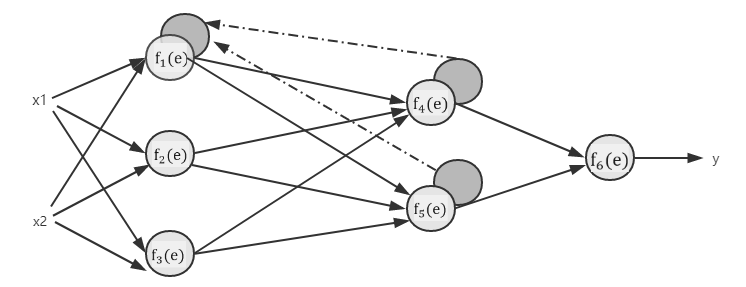 x1
x2
f₁(e)
f₂(e)
f₃(e)
f₄(e)
f₅(e)
f₆(e)
y